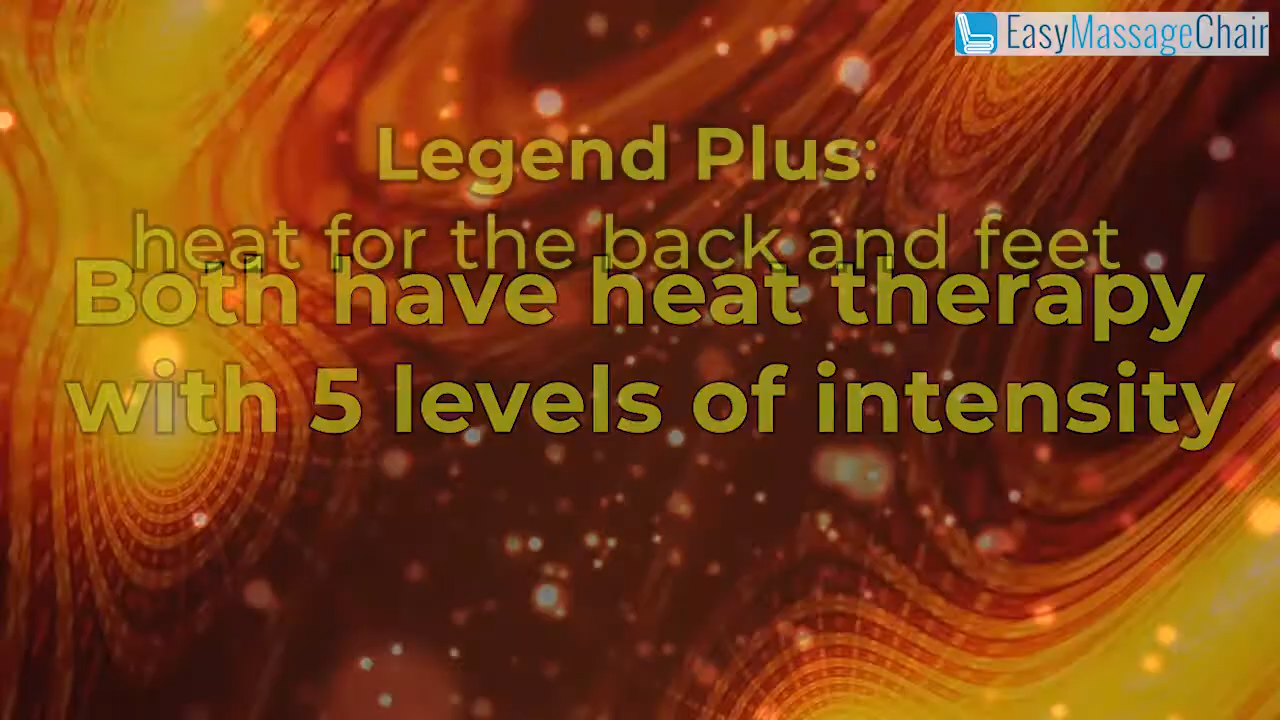 EasyMassageChair
Legend Plus:
heat for the back and feet
Both have heat therapy
with 5 levels of intensity